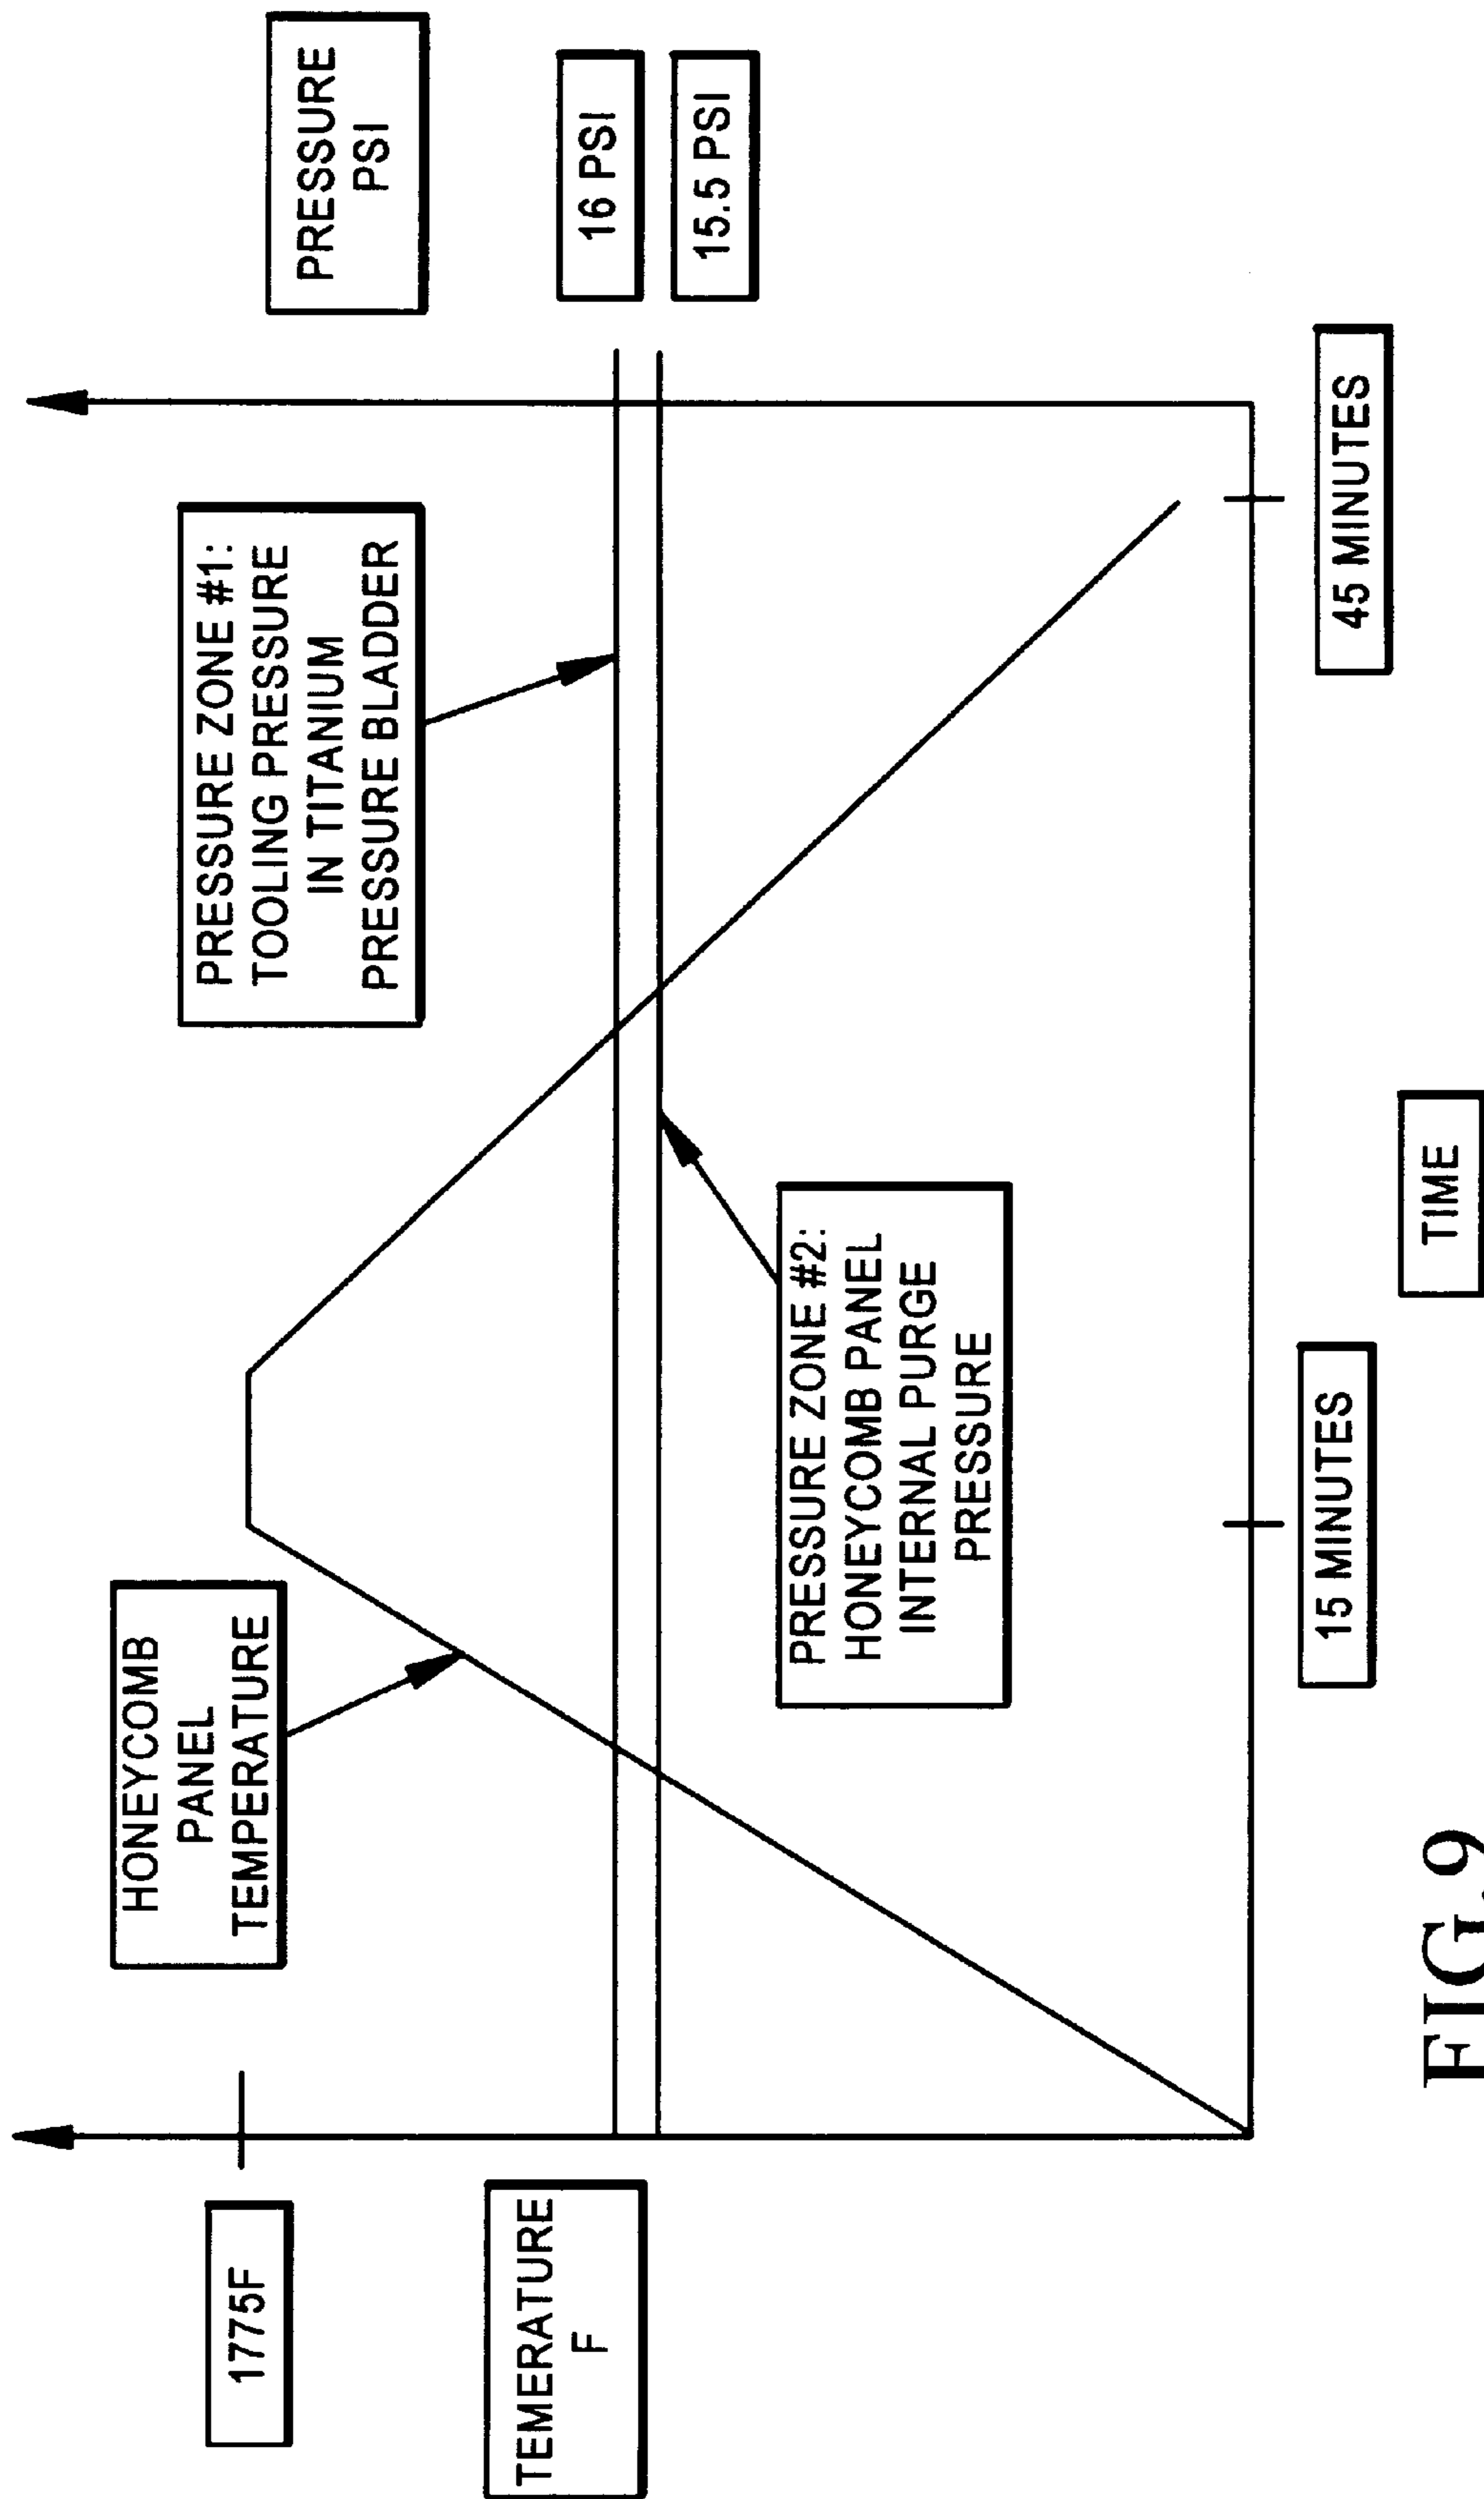 1775F
TEMERATURE
F
HONEYCOMB
PANEL
TEMPERATURE
PRESSURE ZONE #1:
TOOLING PRESSURE
IN TITANIUM
PRESSURE BLADDER
PRESSURE
PSI
16 PSI
15.5 PSI
PRESSURE ZONE #2:
HONEYCOMB PANEL
INTERNAL PURGE
PRESSURE
15 MINUTES
45 MINUTES
TIME
FIG.9